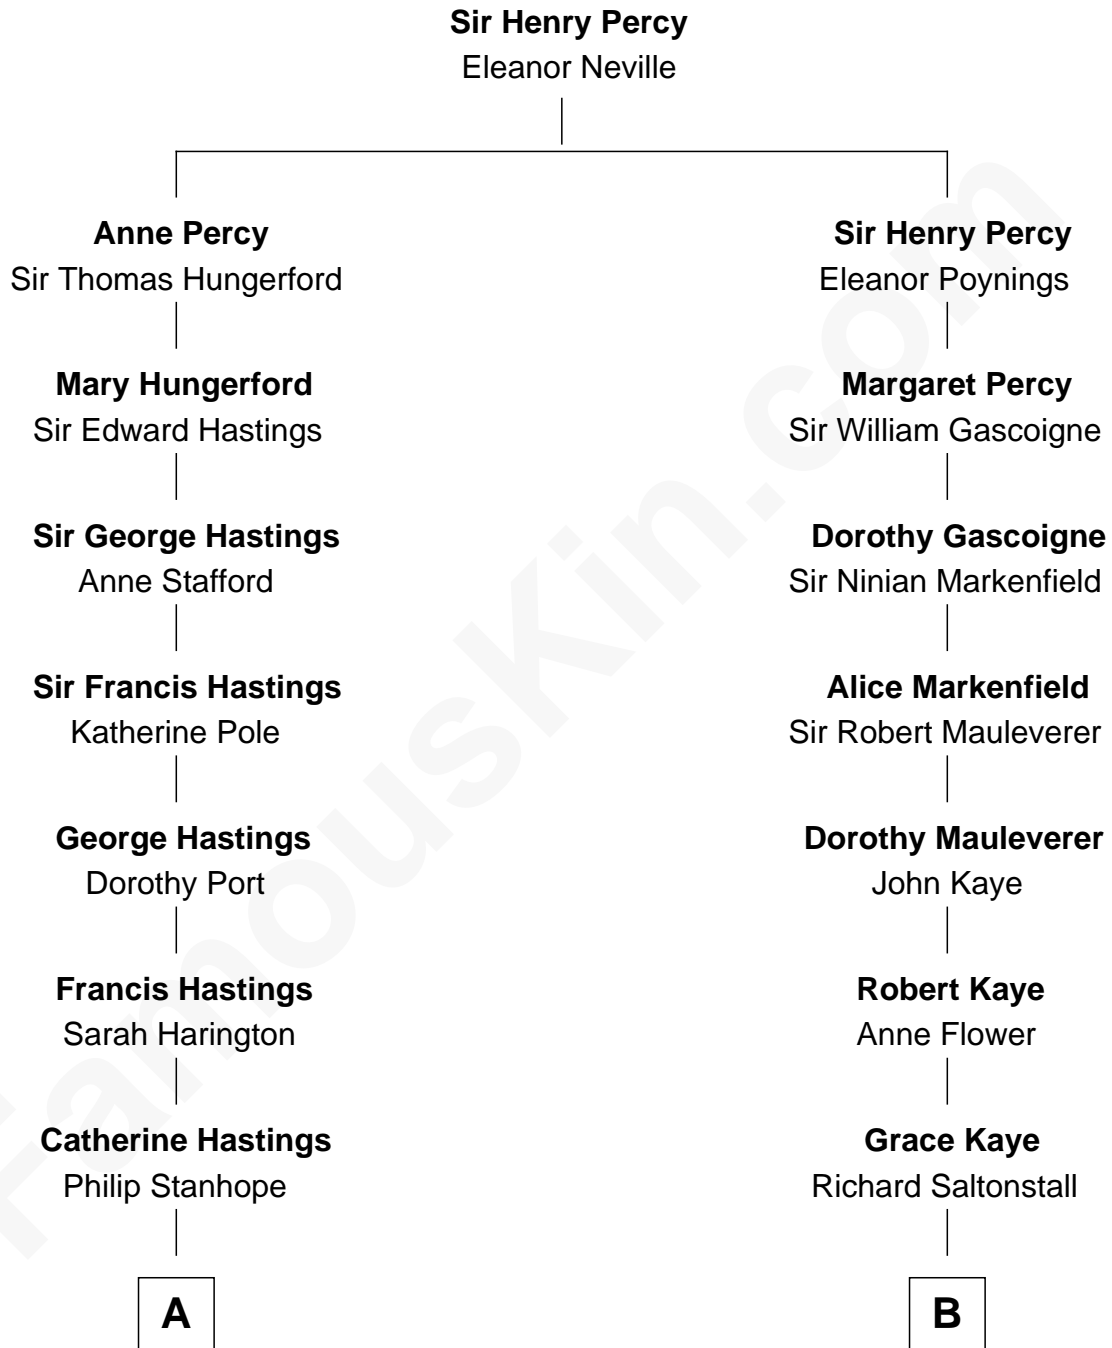 Sir Henry Percy
Eleanor Neville
Anne Percy
Sir Thomas Hungerford
Sir Henry Percy
Eleanor Poynings
Mary Hungerford
Sir Edward Hastings
Margaret Percy
Sir William Gascoigne
Sir George Hastings
Anne Stafford
Dorothy Gascoigne
Sir Ninian Markenfield
Sir Francis Hastings
Katherine Pole
Alice Markenfield
Sir Robert Mauleverer
George Hastings
Dorothy Port
Dorothy Mauleverer
John Kaye
Francis Hastings
Sarah Harington
Robert Kaye
Anne Flower
Catherine Hastings
Philip Stanhope
Grace Kaye
Richard Saltonstall
A
B
FamousKin.com